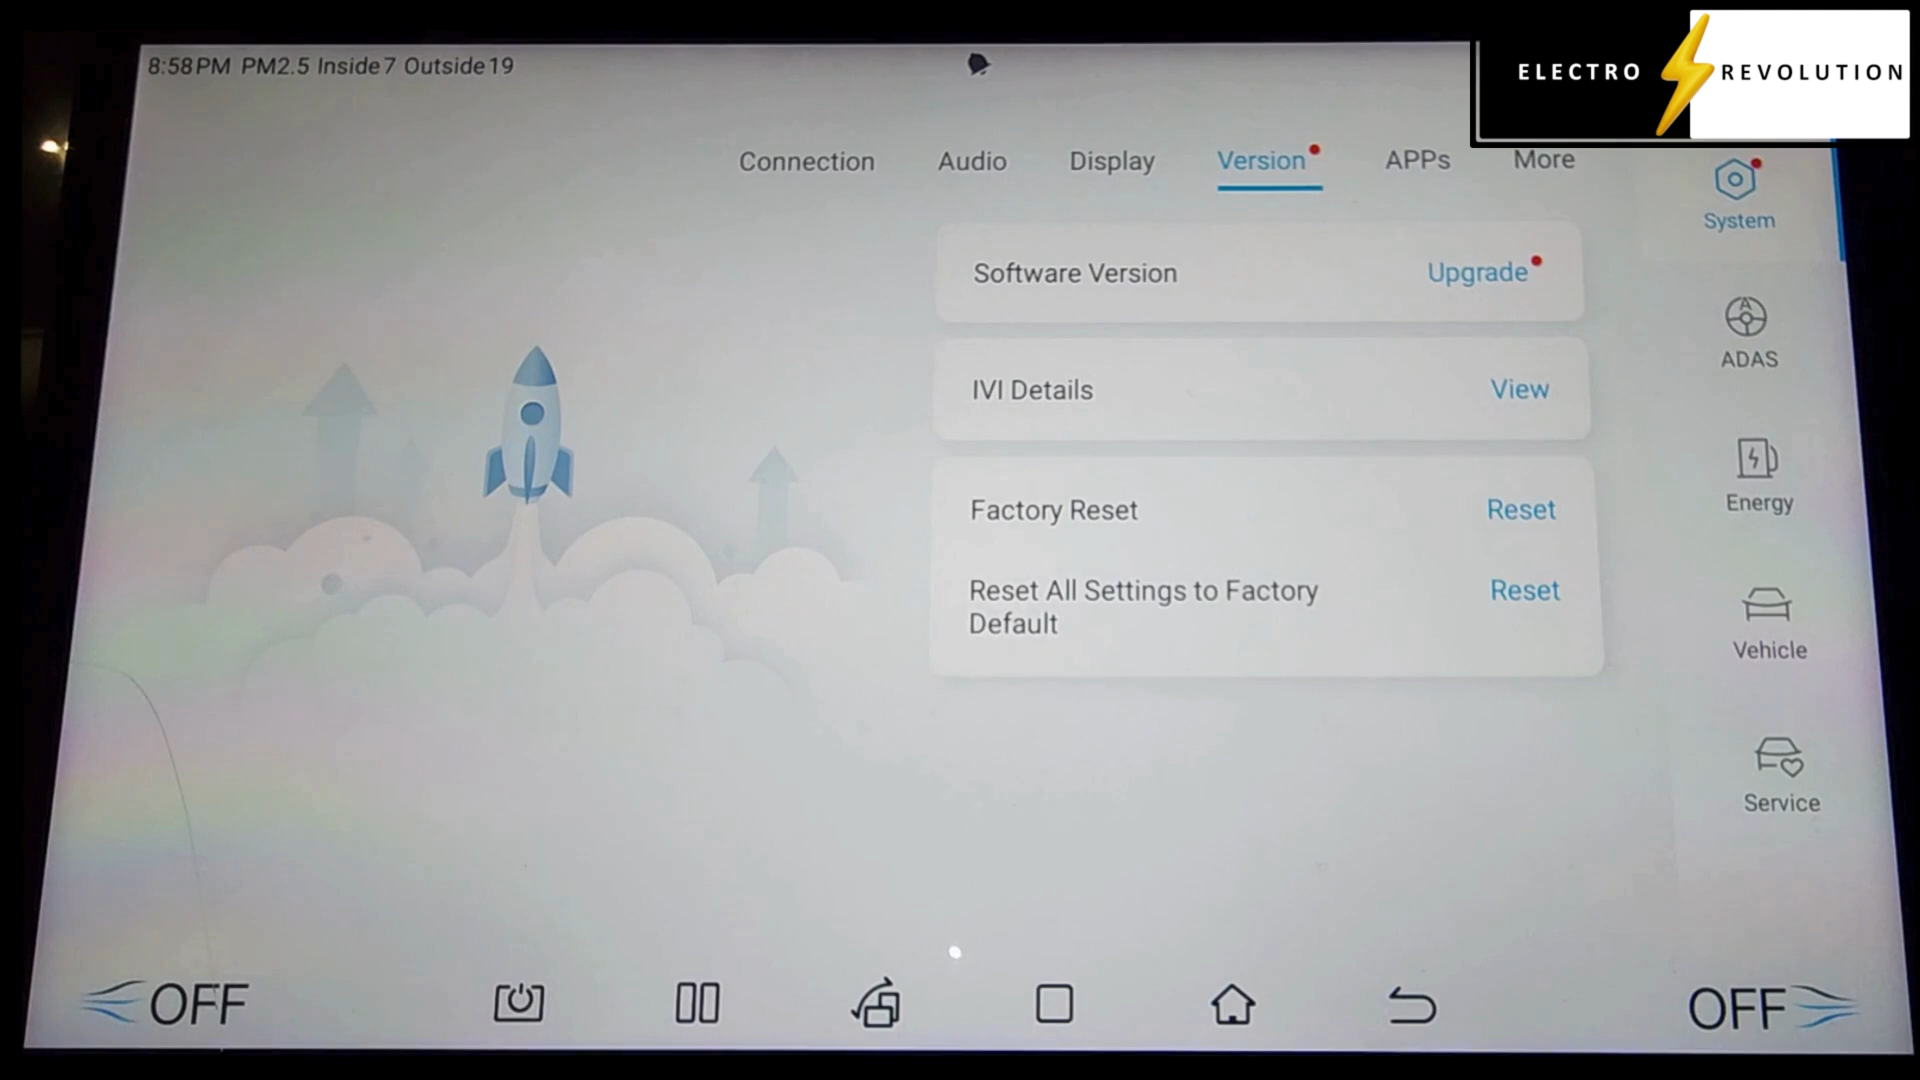 8:58PM PM2.5 Inside7 Outside19
ELECTRO REVOLUTION
Connection Audio Display Version APPs More
System
Software Version Upgrade
ADAS
IVI Details View
Energy
Factory Reset Reset
Reset All Settings to Factory Reset
Default
Vehicle
Service
OFF OFF